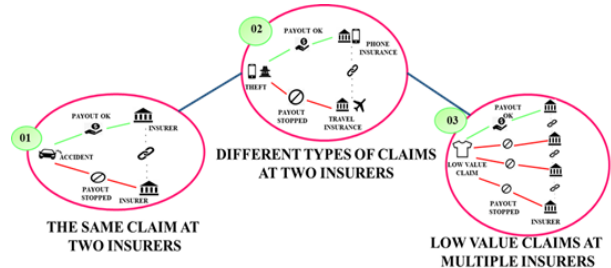 01
PAYOUT OK
INSURER
ACCIDENT
PAYOUT
STOPPED
INSURER
THE SAME CLAIM AT
TWO INSURERS
02
PAYOUT OK
PHONE
INSURANCE
THEFT
PAYOUT
STOPPED
TRAVEL
INSURANCE
DIFFERENT TYPES OF CLAIMS
AT TWO INSURERS
03
PAYOUT
OK
LOW VALUE
CLAIM
PAYOUT
STOPPED
INSURER
LOW VALUE CLAIMS AT
MULTIPLE INSURERS